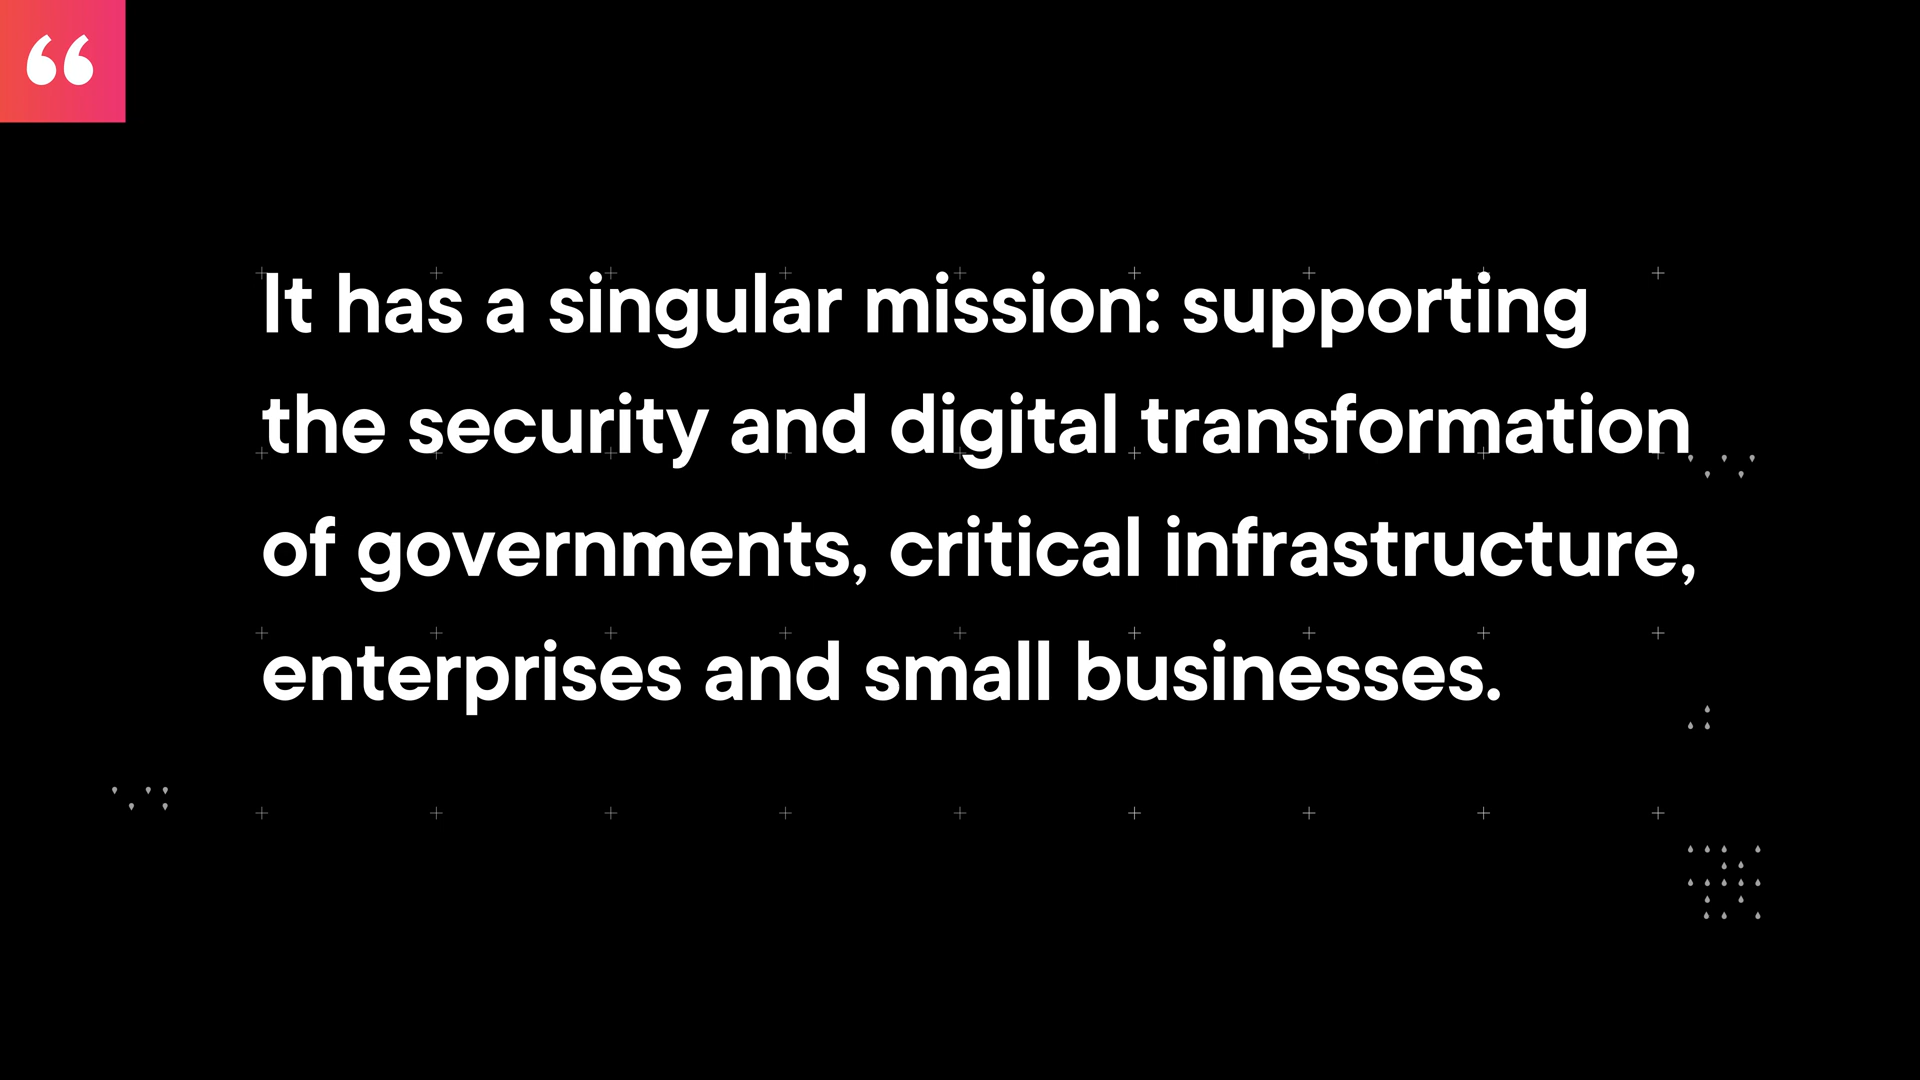 “
It has a singular mission: supporting
the security and digital transformation
of governments, critical infrastructure,
enterprises and small businesses.